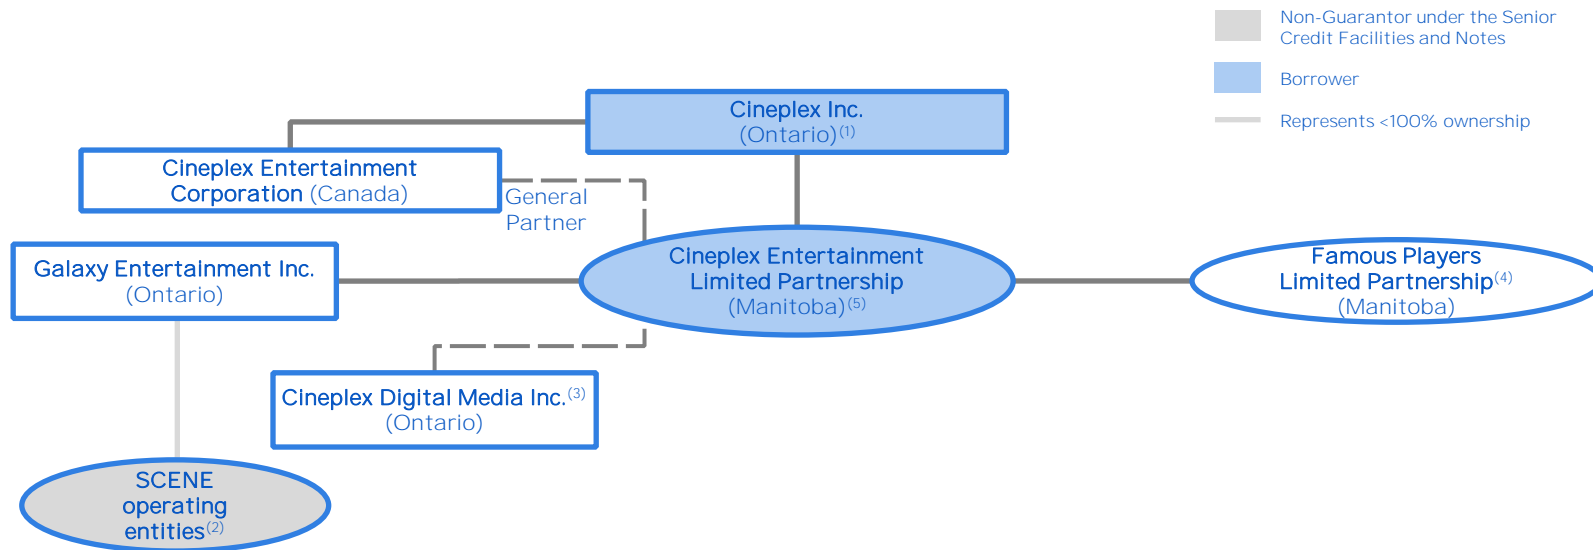 Non-Guarantor under the Senior
Credit Facilities and Notes
Borrower
Represents <100% ownership
Cineplex Inc.
(Ontario)(1)
Cineplex Entertainment
Corporation (Canada)
General
Partner
Cineplex Entertainment
Limited Partnership
(Manitoba)(5)
Galaxy Entertainment Inc.
(Ontario)
Famous Players
Limited Partnership(4)
(Manitoba)
Cineplex Digital Media Inc.(3)
(Ontario)
SCENE
operating
entities(2)